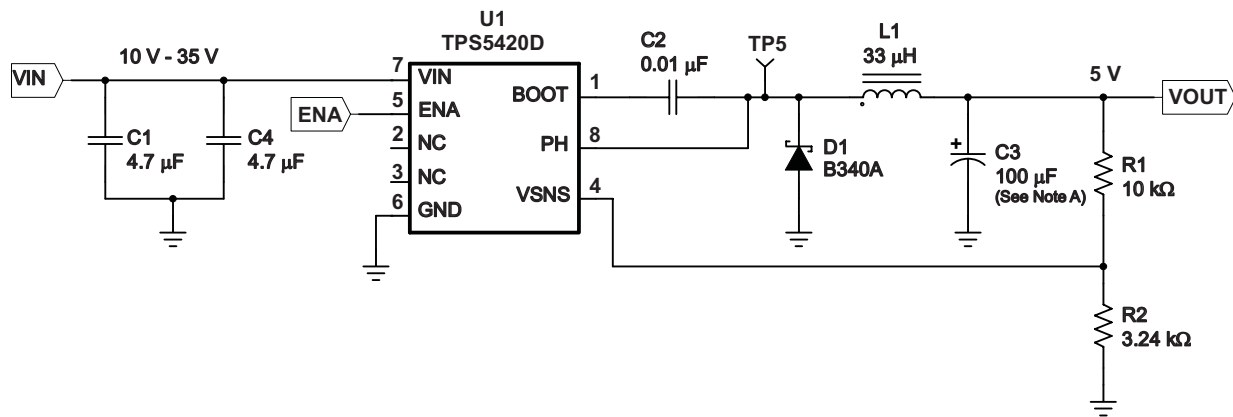 U1
TPS5420D
10 V - 35 V
VIN
ENA
C1
4.7 μF
C4
4.7 μF
7
VIN
5
ENA
2
NC
3
NC
6
GND
BOOT
1
PH
8
VSNS
4
C2
0.01 μF
TP5
L1
33 μH
5 V
VOUT
D1
B340A
+
C3
100 μF
(See Note A)
R1
10 kΩ
R2
3.24 kΩ